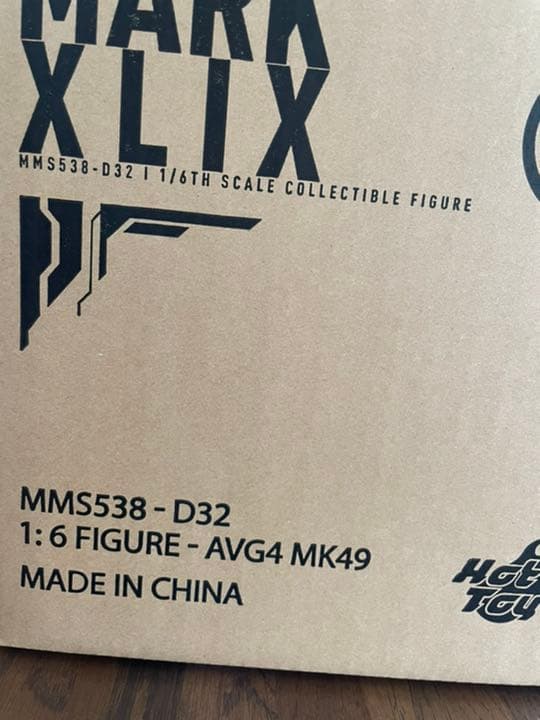 MARK
XLIX
MMS538-D32 | 1/6TH SCALE COLLECTIBLE FIGURE
MMS538 - D32
1: 6 FIGURE - AVG4 MK49
MADE IN CHINA
Hot
Toy